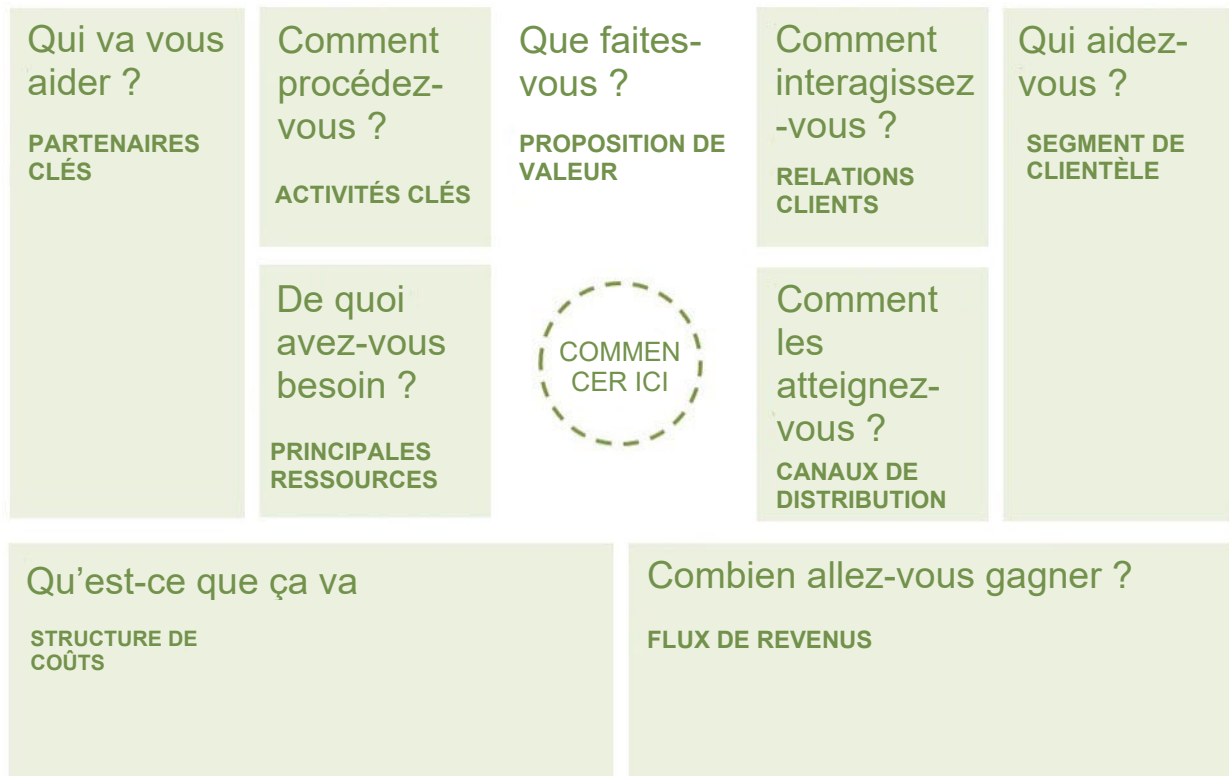 Qui va vous
aider ?
PARTENAIRES
CLÉS
Comment
procédez-
vous ?
ACTIVITÉS CLÉS
De quoi
avez-vous
besoin ?
PRINCIPALES
RESSOURCES
Que faites-
vous ?
PROPOSITION DE
VALEUR
COMMEN
CER ICI
Comment
interagissez
-vous ?
RELATIONS
CLIENTS
Comment
les
atteignez-
vous ?
CANAUX DE
DISTRIBUTION
Qui aidez-
vous ?
SEGMENT DE
CLIENTÈLE
Qu’est-ce que ça va
STRUCTURE DE
COÛTS
Combien allez-vous gagner ?
FLUX DE REVENUS